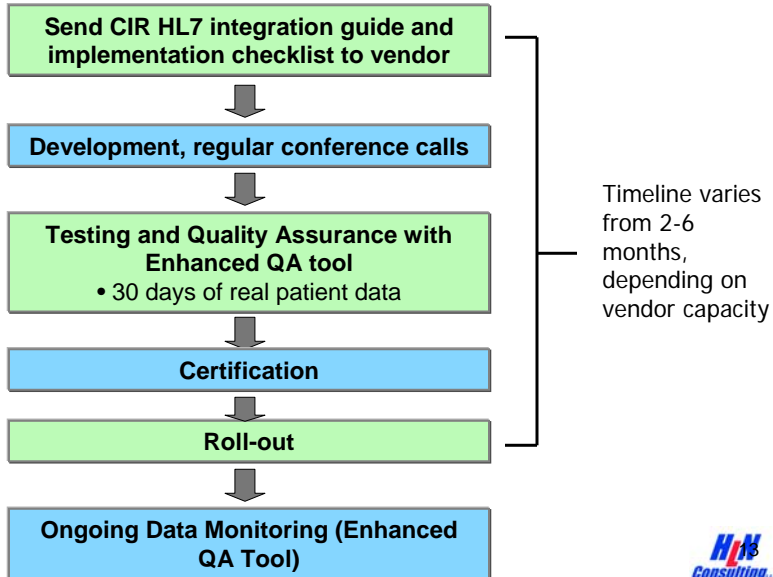 Send CIR HL7 integration guide and
implementation checklist to vendor
Development, regular conference calls
Testing and Quality Assurance with
Enhanced QA tool
• 30 days of real patient data
Certification
Roll-out
Ongoing Data Monitoring (Enhanced
QA Tool)
Timeline varies
from 2-6
months,
depending on
vendor capacity
HLN
13
Consulting